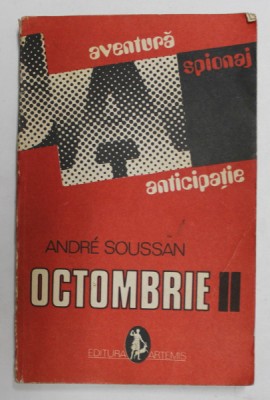 aventură
spionaj
anticipație
ANDRÉ SOUSSAN
OCTOMBRIE II
EDITURA ARTEMIS